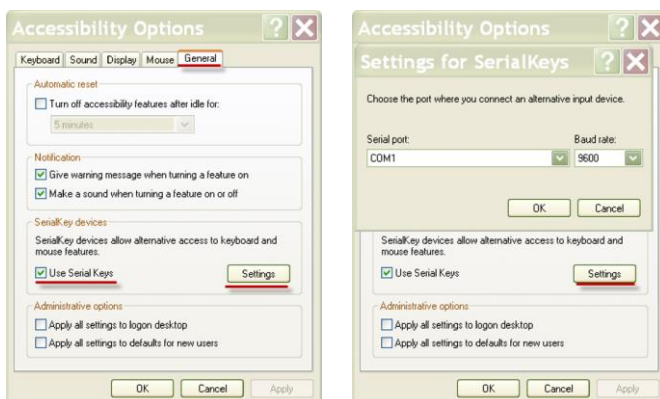 Accessibility Options
Keyboard Sound Display Mouse General
Automatic reset
Turn off accessibility features after idle for:
5 minutes
Notification
Give warning message when turning a feature on
Make a sound when turning a feature on or off
SerialKey devices
SerialKey devices allow alternative access to keyboard and
mouse features.
Use Serial Keys Settings
Administrative options
Apply all settings to logon desktop
Apply all settings to defaults for new users
OK Cancel Apply
Accessibility Options
Settings for SerialKeys
Choose the port where you connect an alternative input device.
Serial port: Baud rate:
COM1 9600
OK Cancel
SerialKey devices allow alternative access to keyboard and
mouse features.
Use Serial Keys Settings
Administrative options
Apply all settings to logon desktop
Apply all settings to defaults for new users
OK Cancel Apply